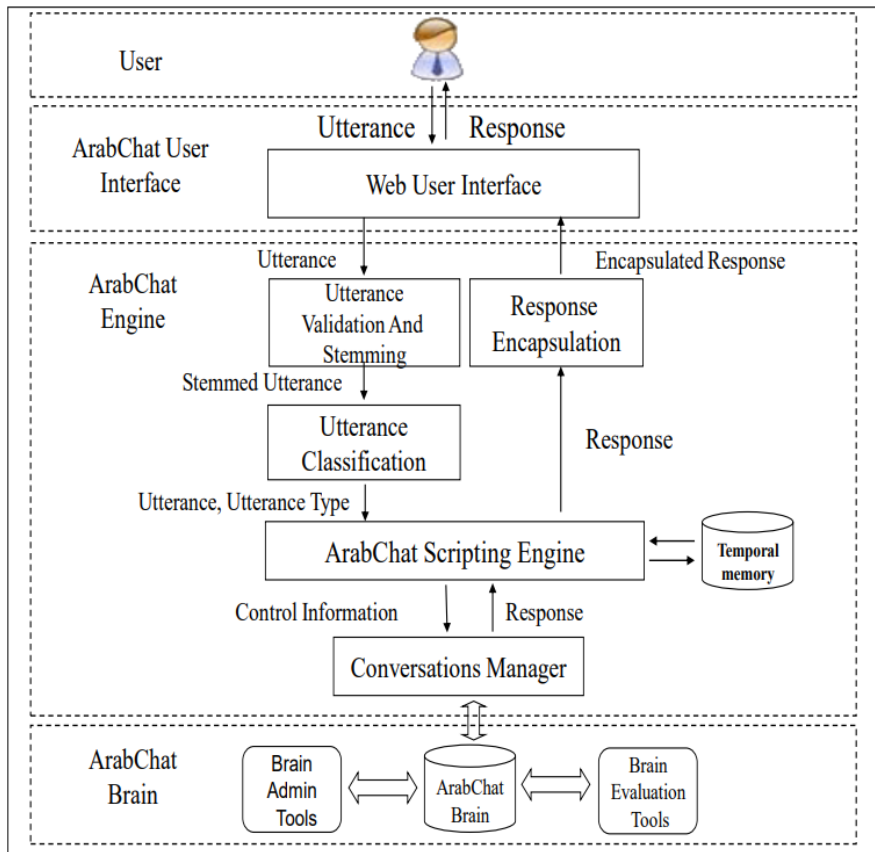 User
Utterance
Response
ArabChat User
Interface
Web User Interface
Utterance
Encapsulated Response
ArabChat
Engine
Utterance
Validation And
Stemming
Response
Encapsulation
Stemmed Utterance
Utterance
Classification
Response
Utterance, Utterance Type
ArabChat Scripting Engine
Temporal
memory
Control Information
Response
Conversations Manager
ArabChat
Brain
Brain
Admin
Tools
ArabChat
Brain
Brain
Evaluation
Tools